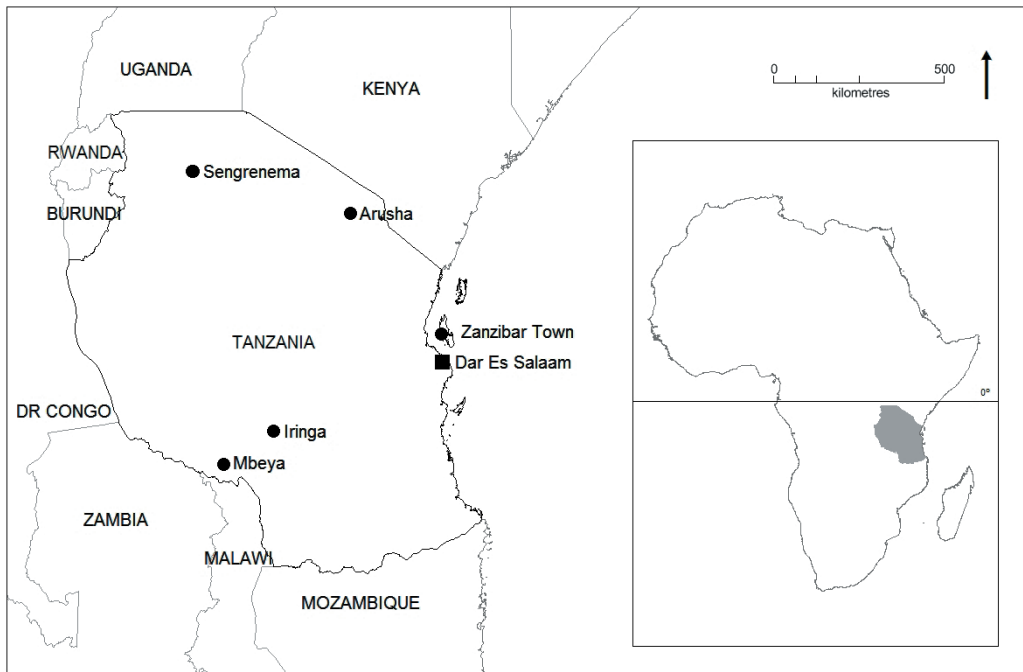 UGANDA
KENYA
0
500
kilometres
RWANDA
Sengrenema
BURUNDI
Arusha
TANZANIA
Zanzibar Town
Dar Es Salaam
0°
DR CONGO
Iringa
Mbeya
ZAMBIA
MALAWI
MOZAMBIQUE